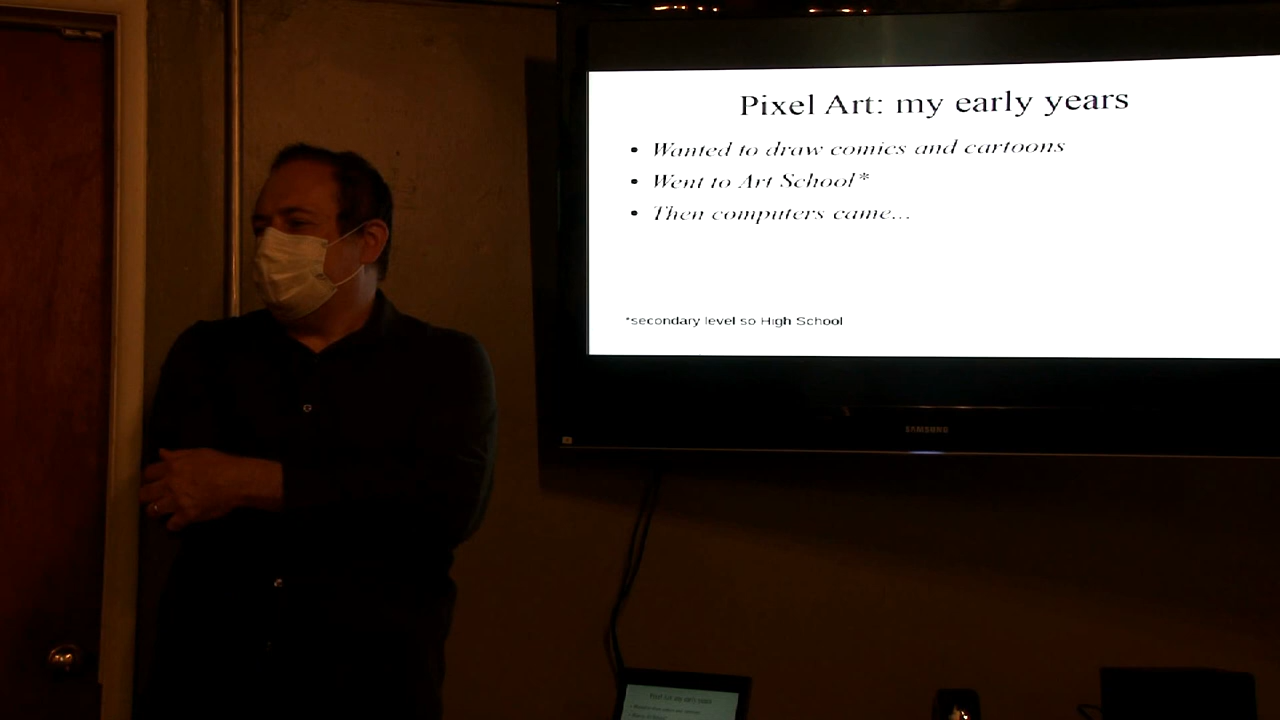 Pixel Art: my early years
• Wanted to draw comics and cartoons
• Went to Art School*
• Then computers came...
*secondary level so High School
SAMSUNG